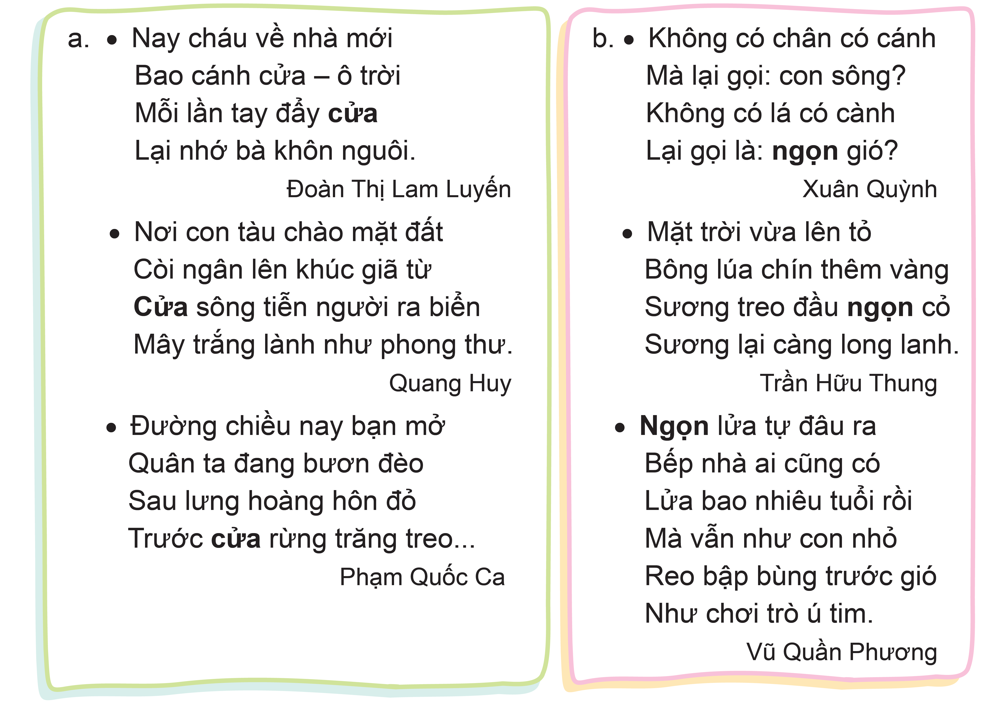 a. • Nay cháu về nhà mới
Bao cánh cửa – ô trời
Mỗi lần tay đẩy cửa
Lại nhớ bà khôn nguôi.
Đoàn Thị Lam Luyến
• Nơi con tàu chào mặt đất
Còi ngân lên khúc giã từ
Cửa sông tiễn người ra biển
Mây trắng lành như phong thư.
Quang Huy
• Đường chiều nay bạn mở
Quân ta đang bươn đèo
Sau lưng hoàng hôn đỏ
Trước cửa rừng trăng treo...
Phạm Quốc Ca
b. • Không có chân có cánh
Mà lại gọi: con sông?
Không có lá có cành
Lại gọi là: ngọn gió?
Xuân Quỳnh
• Mặt trời vừa lên tỏ
Bông lúa chín thêm vàng
Sương treo đầu ngọn cỏ
Sương lại càng long lanh.
Trần Hữu Thung
• Ngọn lửa tự đâu ra
Bếp nhà ai cũng có
Lửa bao nhiêu tuổi rồi
Mà vẫn như con nhỏ
Reo bập bùng trước gió
Như chơi trò ú tim.
Vũ Quần Phương